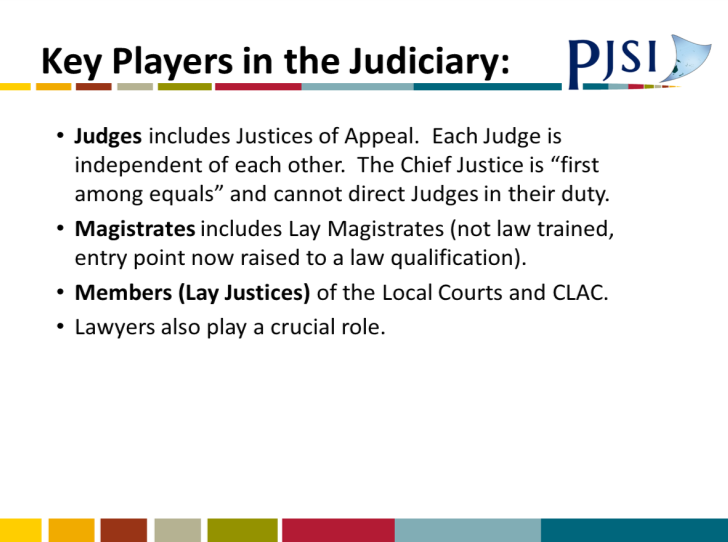 Key Players in the Judiciary:
PJSI
• Judges includes Justices of Appeal.  Each Judge is
independent of each other.  The Chief Justice is “first
among equals” and cannot direct Judges in their duty.
• Magistrates includes Lay Magistrates (not law trained,
entry point now raised to a law qualification).
• Members (Lay Justices) of the Local Courts and CLAC.
• Lawyers also play a crucial role.